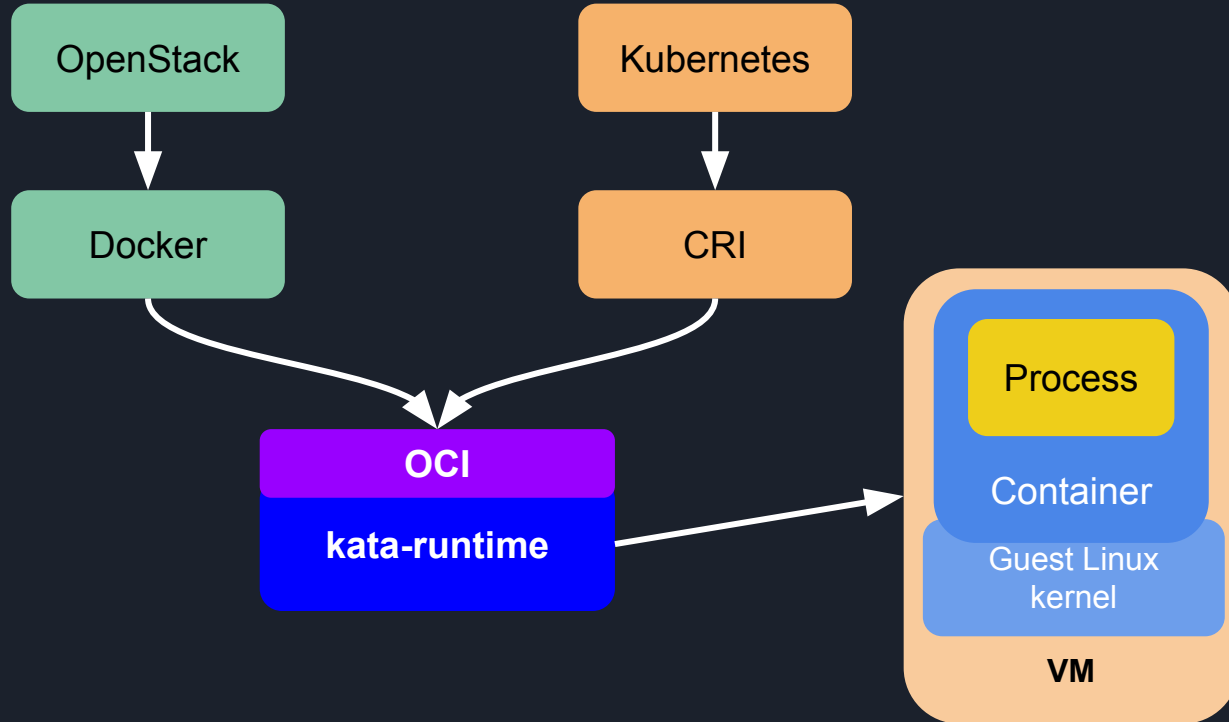 OpenStack
Kubernetes
Docker
CRI
OCI
kata-runtime
Process
Container
Guest Linux
kernel
VM